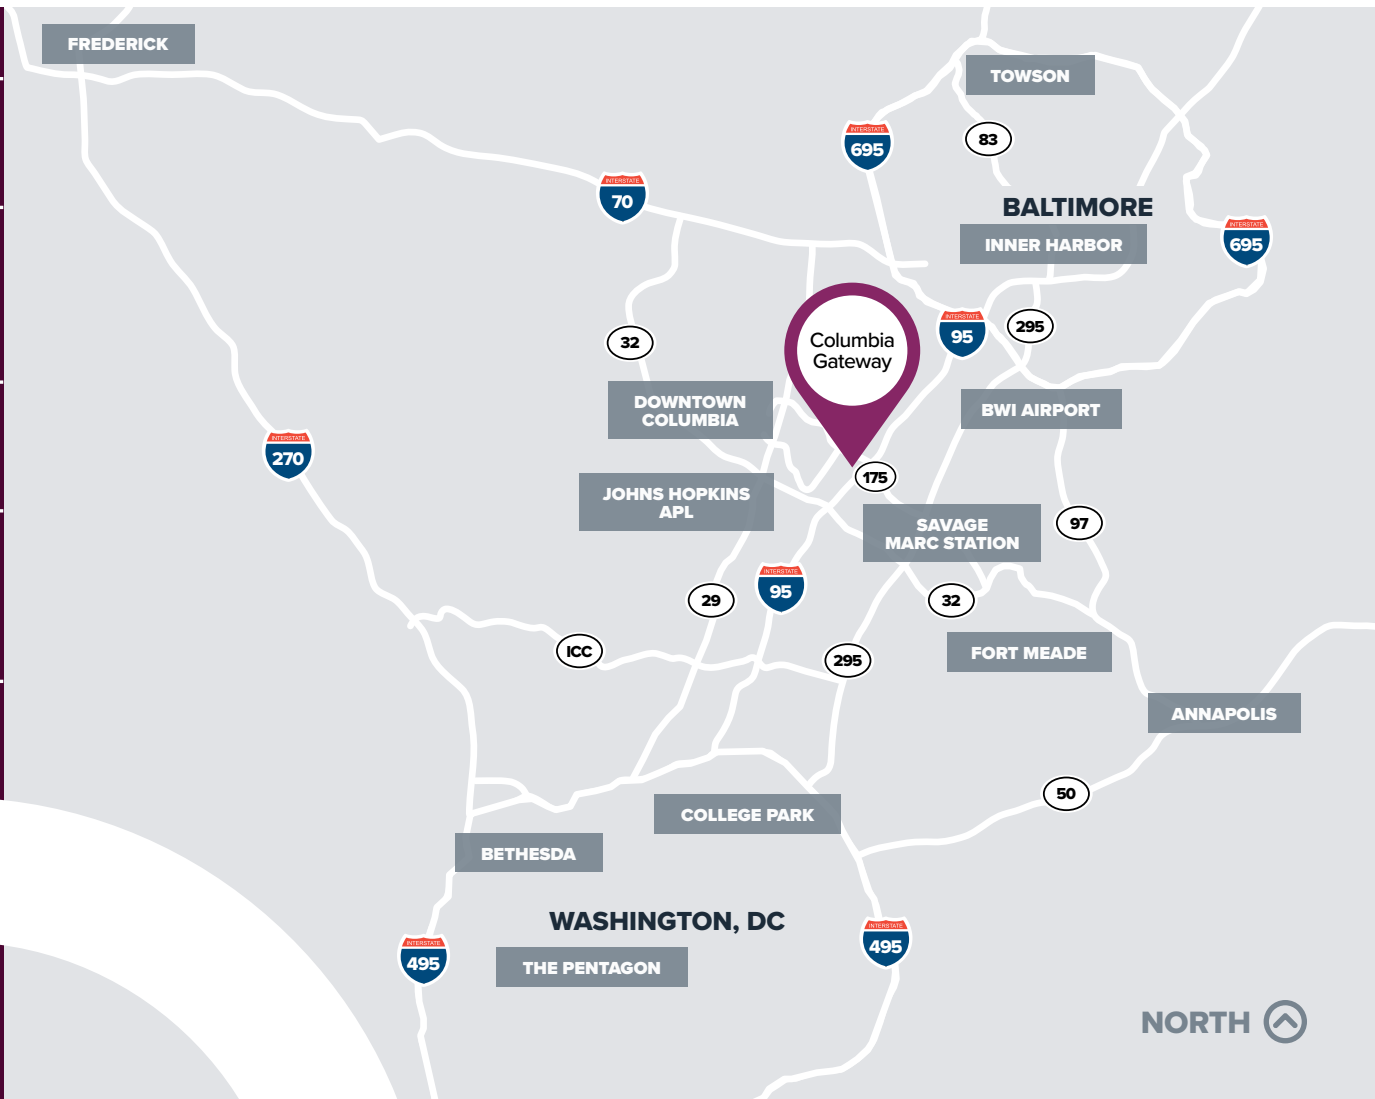 FREDERICK
TOWSON
83
INTERSTATE
695
INTERSTATE
70
BALTIMORE
INNER HARBOR
INTERSTATE
695
32
Columbia
Gateway
INTERSTATE
95
295
DOWNTOWN
COLUMBIA
BWI AIRPORT
INTERSTATE
270
175
JOHNS HOPKINS
APL
SAVAGE
MARC STATION
97
INTERSTATE
95
29
32
ICC
295
FORT MEADE
ANNAPOLIS
50
COLLEGE PARK
BETHESDA
WASHINGTON, DC
INTERSTATE
495
THE PENTAGON
INTERSTATE
495
NORTH